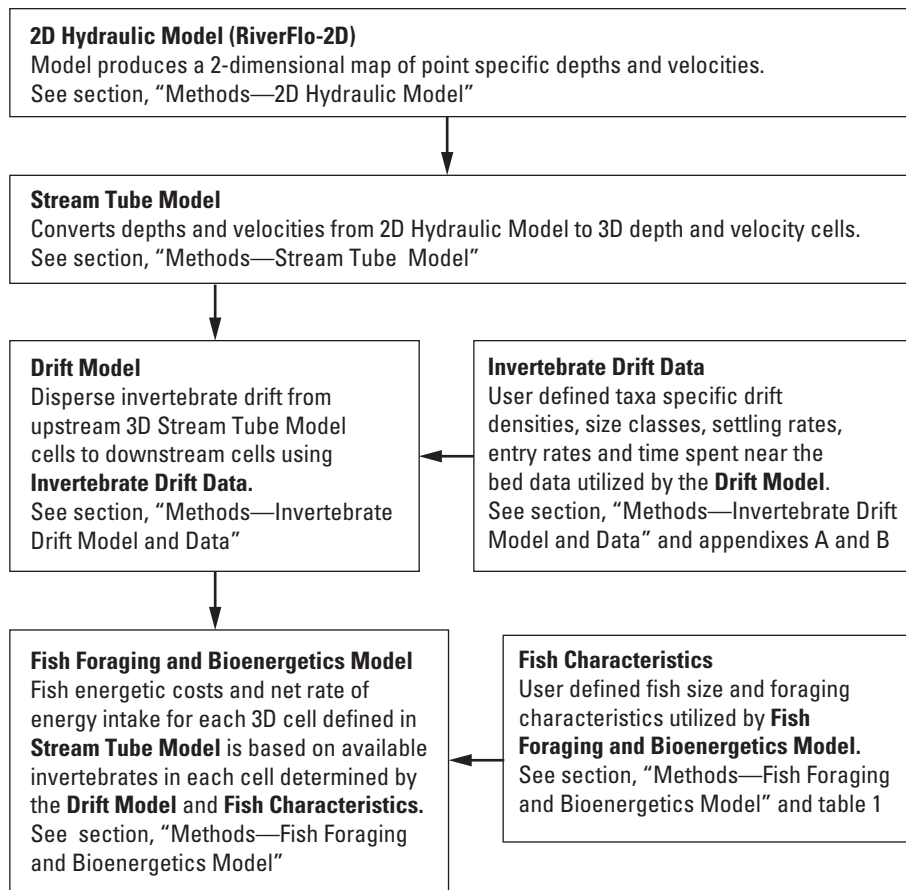 2D Hydraulic Model (RiverFlo-2D)
Model produces a 2-dimensional map of point specific depths and velocities.
See section, “Methods—2D Hydraulic Model”
Stream Tube Model
Converts depths and velocities from 2D Hydraulic Model to 3D depth and velocity cells.
See section, “Methods—Stream Tube Model”
Drift Model
Disperse invertebrate drift from
upstream 3D Stream Tube Model
cells to downstream cells using
Invertebrate Drift Data.
See section, “Methods—Invertebrate
Drift Model and Data”
Invertebrate Drift Data
User defined taxa specific drift
densities, size classes, settling rates,
entry rates and time spent near the
bed data utilized by the Drift Model.
See section, “Methods—Invertebrate Drift
Model and Data” and appendixes A and B
Fish Foraging and Bioenergetics Model
Fish energetic costs and net rate of
energy intake for each 3D cell defined in
Stream Tube Model is based on available
invertebrates in each cell determined by
the Drift Model and Fish Characteristics.
See section, “Methods—Fish Foraging
and Bioenergetics Model”
Fish Characteristics
User defined fish size and foraging
characteristics utilized by Fish
Foraging and Bioenergetics Model.
See section, “Methods—Fish Foraging
and Bioenergetics Model” and table 1